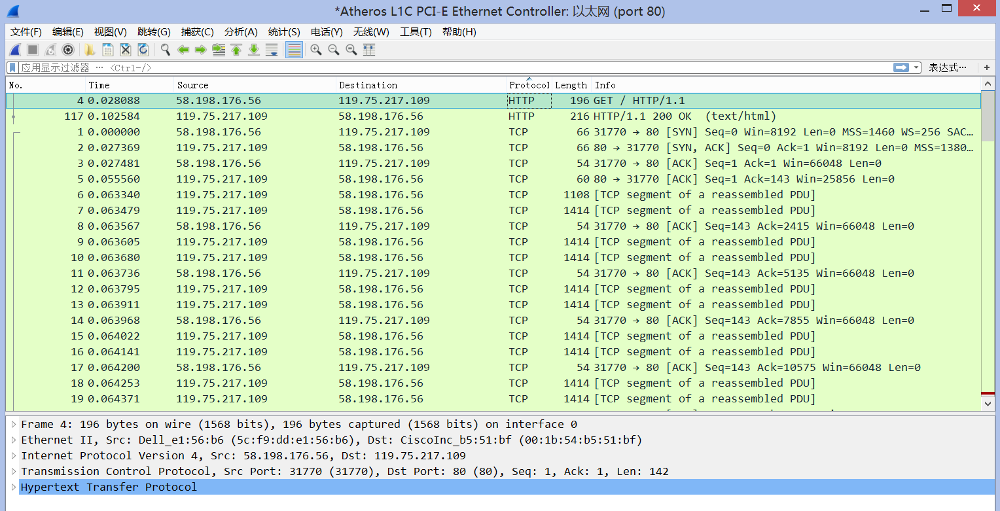 *Atheros L1C PCI-E Ethernet Controller: 以太网 (port 80)
文件(F) 编辑(E) 视图(V) 跳转(G) 捕获(C) 分析(A) 统计(S) 电话(Y) 无线(W) 工具(T) 帮助(H)
应用显示过滤器 … <Ctrl-/> 表达式… +
No. Time Source Destination Protocol Length Info
4 0.028088 58.198.176.56 119.75.217.109 HTTP 196 GET / HTTP/1.1
117 0.102584 119.75.217.109 58.198.176.56 HTTP 216 HTTP/1.1 200 OK (text/html)
1 0.000000 58.198.176.56 119.75.217.109 TCP 66 31770 → 80 [SYN] Seq=0 Win=8192 Len=0 MSS=1460 WS=256 SAC…
2 0.027369 119.75.217.109 58.198.176.56 TCP 66 80 → 31770 [SYN, ACK] Seq=0 Ack=1 Win=8192 Len=0 MSS=1380…
3 0.027481 58.198.176.56 119.75.217.109 TCP 54 31770 → 80 [ACK] Seq=1 Ack=1 Win=66048 Len=0
5 0.055560 119.75.217.109 58.198.176.56 TCP 60 80 → 31770 [ACK] Seq=1 Ack=143 Win=25856 Len=0
6 0.063340 119.75.217.109 58.198.176.56 TCP 1108 [TCP segment of a reassembled PDU]
7 0.063479 119.75.217.109 58.198.176.56 TCP 1414 [TCP segment of a reassembled PDU]
8 0.063567 58.198.176.56 119.75.217.109 TCP 54 31770 → 80 [ACK] Seq=143 Ack=2415 Win=66048 Len=0
9 0.063605 119.75.217.109 58.198.176.56 TCP 1414 [TCP segment of a reassembled PDU]
10 0.063680 119.75.217.109 58.198.176.56 TCP 1414 [TCP segment of a reassembled PDU]
11 0.063736 58.198.176.56 119.75.217.109 TCP 54 31770 → 80 [ACK] Seq=143 Ack=5135 Win=66048 Len=0
12 0.063795 119.75.217.109 58.198.176.56 TCP 1414 [TCP segment of a reassembled PDU]
13 0.063911 119.75.217.109 58.198.176.56 TCP 1414 [TCP segment of a reassembled PDU]
14 0.063968 58.198.176.56 119.75.217.109 TCP 54 31770 → 80 [ACK] Seq=143 Ack=7855 Win=66048 Len=0
15 0.064022 119.75.217.109 58.198.176.56 TCP 1414 [TCP segment of a reassembled PDU]
16 0.064141 119.75.217.109 58.198.176.56 TCP 1414 [TCP segment of a reassembled PDU]
17 0.064200 58.198.176.56 119.75.217.109 TCP 54 31770 → 80 [ACK] Seq=143 Ack=10575 Win=66048 Len=0
18 0.064253 119.75.217.109 58.198.176.56 TCP 1414 [TCP segment of a reassembled PDU]
19 0.064371 119.75.217.109 58.198.176.56 TCP 1414 [TCP segment of a reassembled PDU]
Frame 4: 196 bytes on wire (1568 bits), 196 bytes captured (1568 bits) on interface 0
Ethernet II, Src: Dell_e1:56:b6 (5c:f9:dd:e1:56:b6), Dst: CiscoInc_b5:51:bf (00:1b:54:b5:51:bf)
Internet Protocol Version 4, Src: 58.198.176.56, Dst: 119.75.217.109
Transmission Control Protocol, Src Port: 31770 (31770), Dst Port: 80 (80), Seq: 1, Ack: 1, Len: 142
Hypertext Transfer Protocol